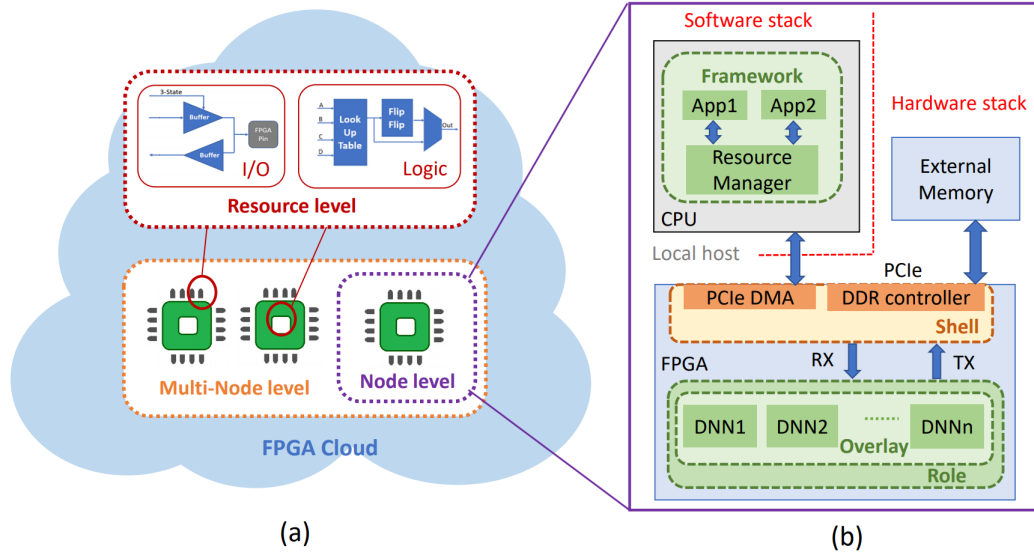 3-State
Buffer
Buffer
FPGA
Pin
I/O
A
B
C
D
Look
Up
Table
Flip
Flip
Out
Logic
Resource level
Multi-Node level
Node level
FPGA Cloud
(a)
Software stack
Hardware stack
Framework
App1
App2
Resource
Manager
CPU
External
Memory
Local host
PCIe
PCIe DMA
DDR controller
Shell
FPGA
RX
TX
DNN1
DNN2
DNNn
Overlay
Role
(b)